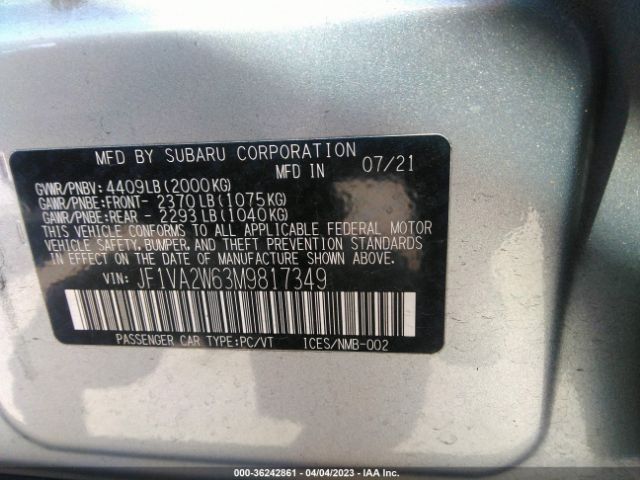 MFD BY SUBARU CORPORATION
MFD IN 07/21
GVWR/PNBV: 4409LB(2000KG)
GAWR/PNBE:FRONT- 2370LB(1075KG)
GAWR/PNBE:REAR - 2293LB(1040KG)
THIS VEHICLE CONFORMS TO ALL APPLICABLE FEDERAL MOTOR
VEHICLE SAFETY, BUMPER, AND THEFT PREVENTION STANDARDS
IN EFFECT ON THE DATE OF MANUFACTURE SHOWN ABOVE.
VIN: JF1VA2W63M9817349
PASSENGER CAR TYPE:PC/VT ICES/NMB-002
000-36242861 - 04/04/2023 - IAA Inc.